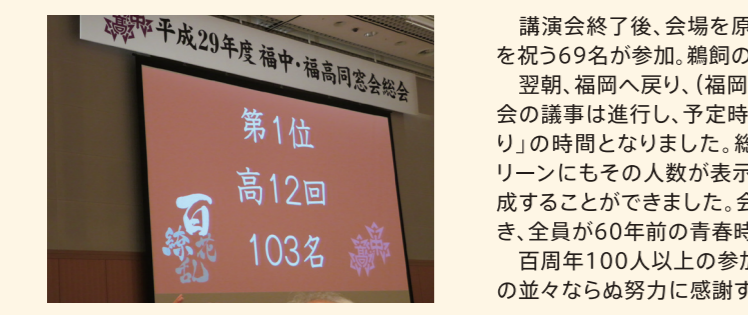 平成29年度 福中・福高同窓会総会
第1位
高12回
103名
百花繚乱
講演会終了後、会場を原
を祝う69名が参加。鵜飼の
翌朝、福岡へ戻り、(福岡
会の議事は進行し、予定時
り」の時間となりました。総
リーンにもその人数が表示
成することができました。会
き、全員が60年前の青春時
百周年100人以上の参加
の並々ならぬ努力に感謝す